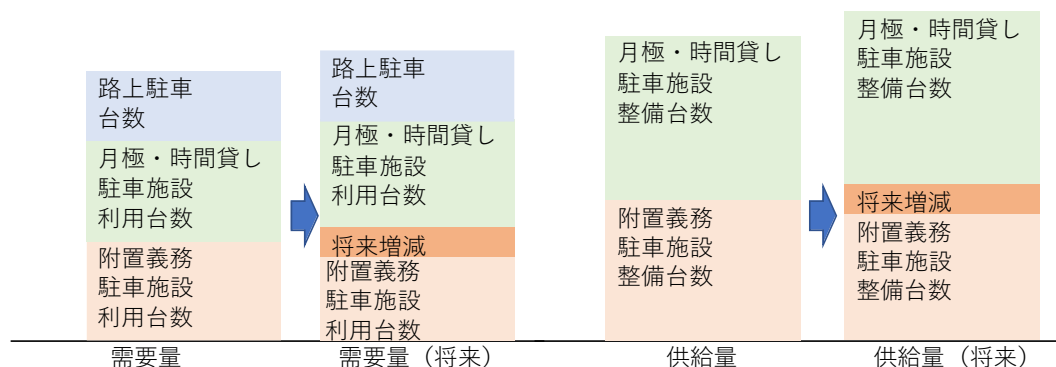 路上駐車
台数
月極・時間貸し
駐車施設
利用台数
附置義務
駐車施設
利用台数
需要量
路上駐車
台数
月極・時間貸し
駐車施設
利用台数
将来増減
附置義務
駐車施設
利用台数
需要量（将来）
月極・時間貸し
駐車施設
整備台数
附置義務
駐車施設
整備台数
供給量
月極・時間貸し
駐車施設
整備台数
将来増減
附置義務
駐車施設
整備台数
供給量（将来）